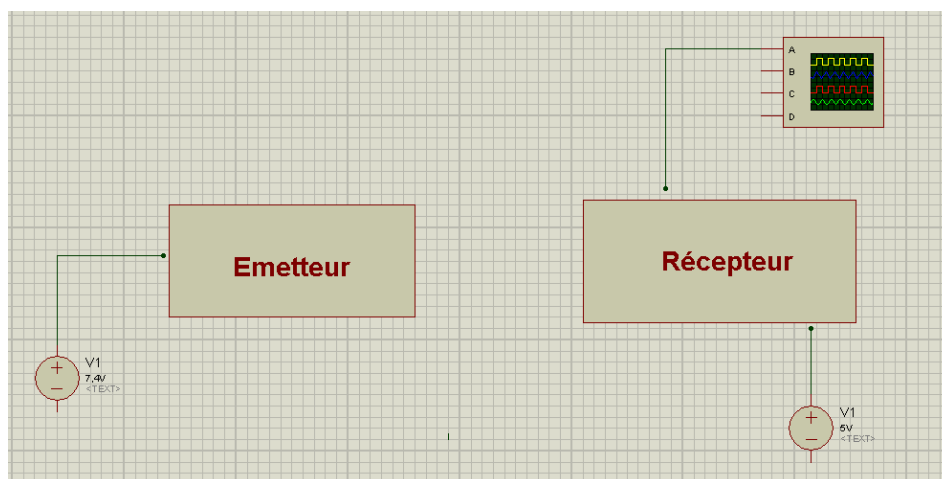 A
B
C
D
Emetteur
Récepteur
V1
7,4V
<TEXT>
V1
5V
<TEXT>